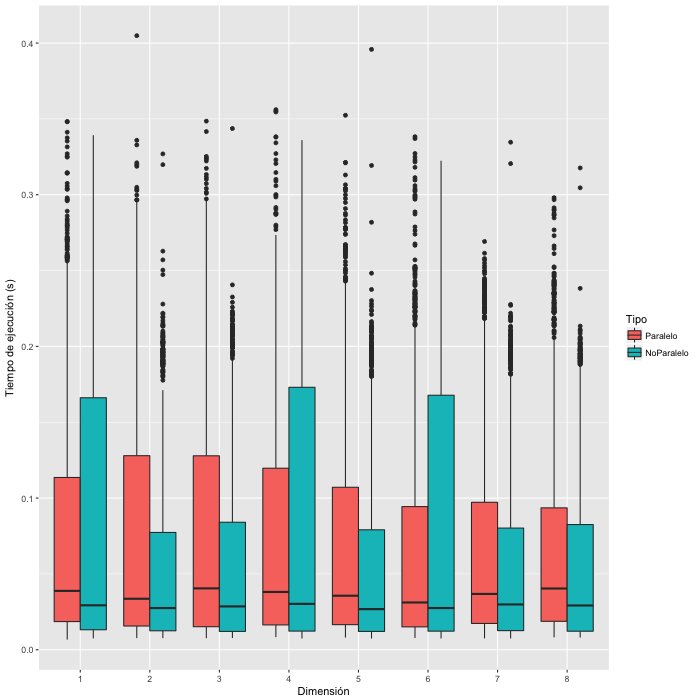 0.4
0.3
0.2
0.1
0.0
Tiempo de ejecución (s)
1 2 3 4 5 6 7 8
Dimensión
Tipo
Paralelo
NoParalelo